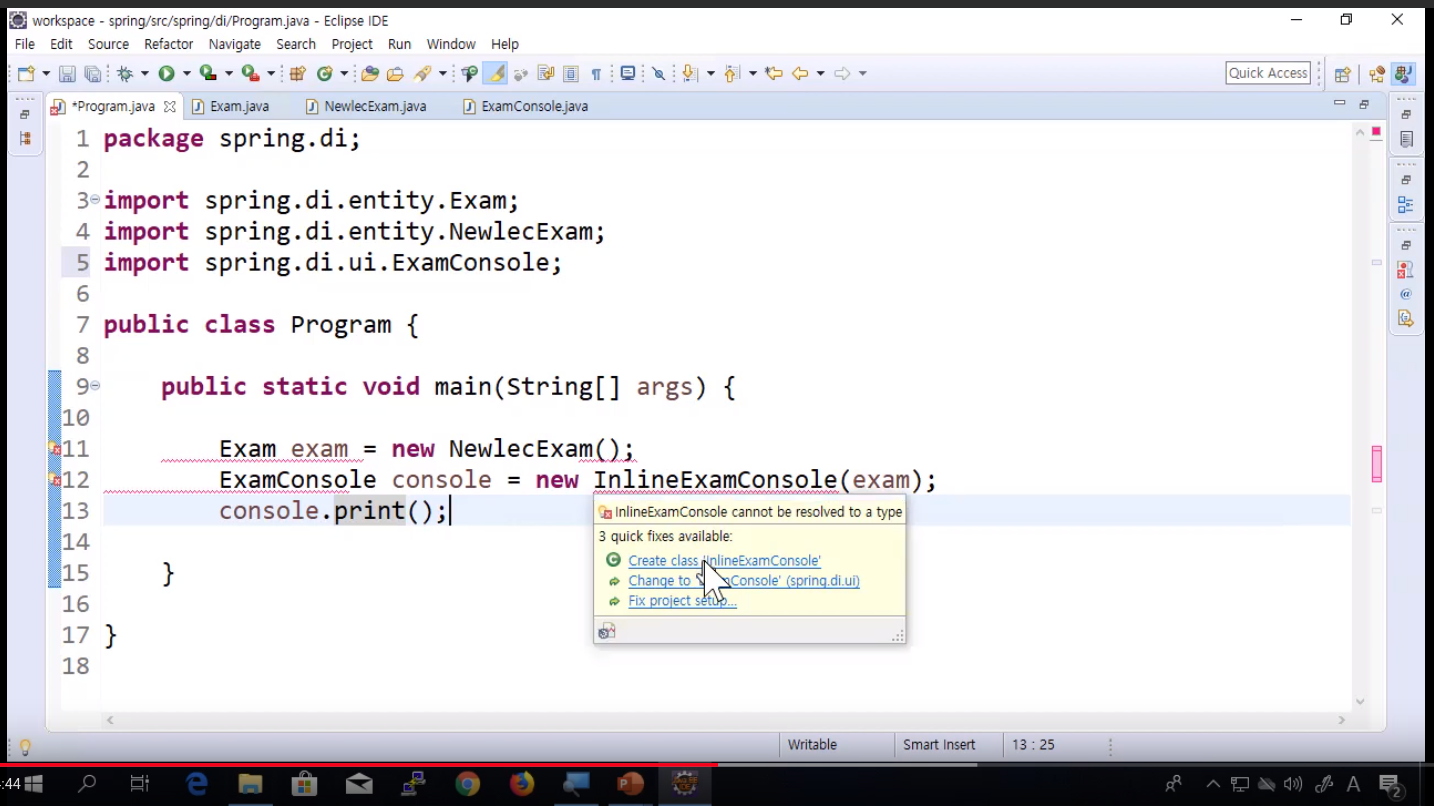 workspace - spring/src/spring/di/Program.java - Eclipse IDE
File Edit Source Refactor Navigate Search Project Run Window Help
Quick Access
*Program.java Exam.java NewlecExam.java ExamConsole.java
1 package spring.di;
2
3 import spring.di.entity.Exam;
4 import spring.di.entity.NewlecExam;
5 import spring.di.ui.ExamConsole;
6
7 public class Program {
8
9 public static void main(String[] args) {
10
11 Exam exam = new NewlecExam();
12 ExamConsole console = new InlineExamConsole(exam);
13 console.print();
InlineExamConsole cannot be resolved to a type
3 quick fixes available:
Create class 'InlineExamConsole'
Change to (spring.di.ui)
Fix project setup...
14
15 }
16
17 }
18
Writable Smart Insert 13 : 25
:44
A
2